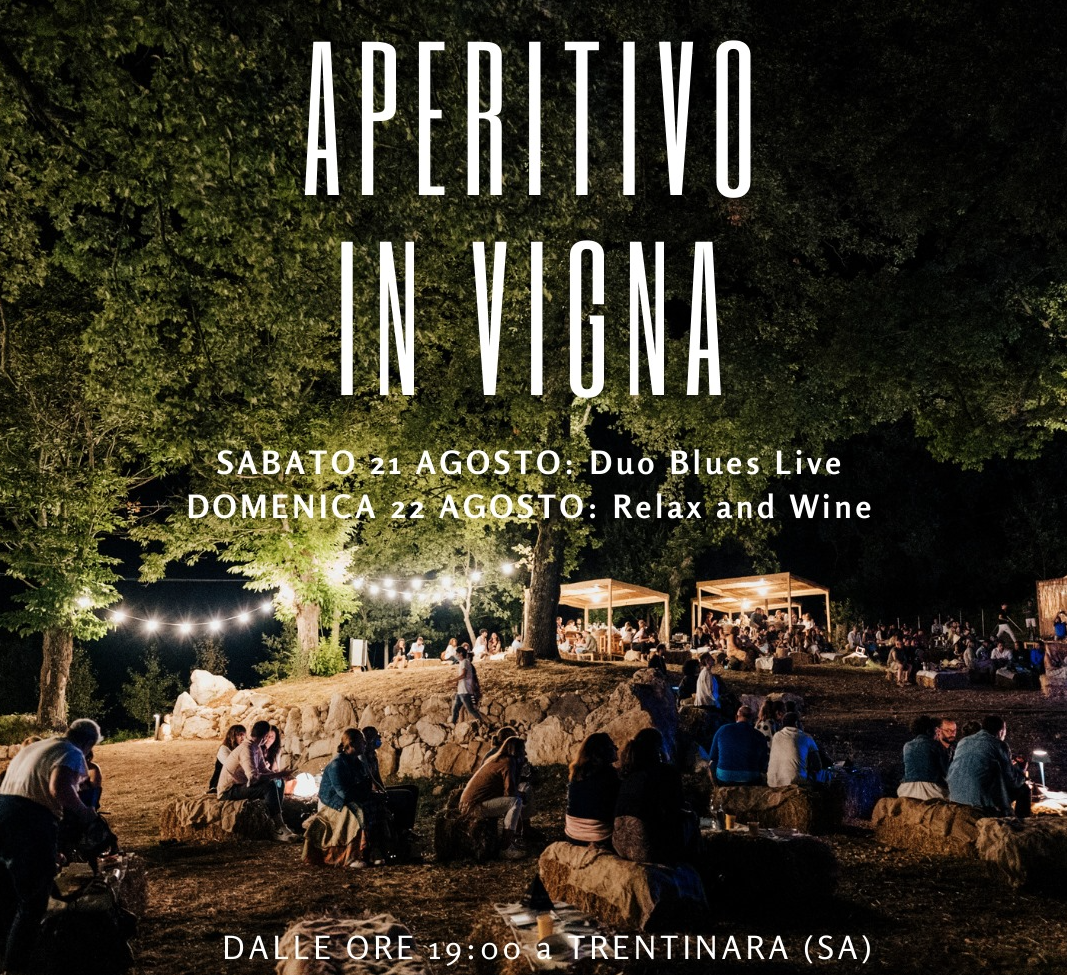 APERITIVO
IN VIGNA
SABATO 21 AGOSTO: Duo Blues Live
DOMENICA 22 AGOSTO: Relax and Wine
DALLE ORE 19:00 a TRENTINARA (SA)